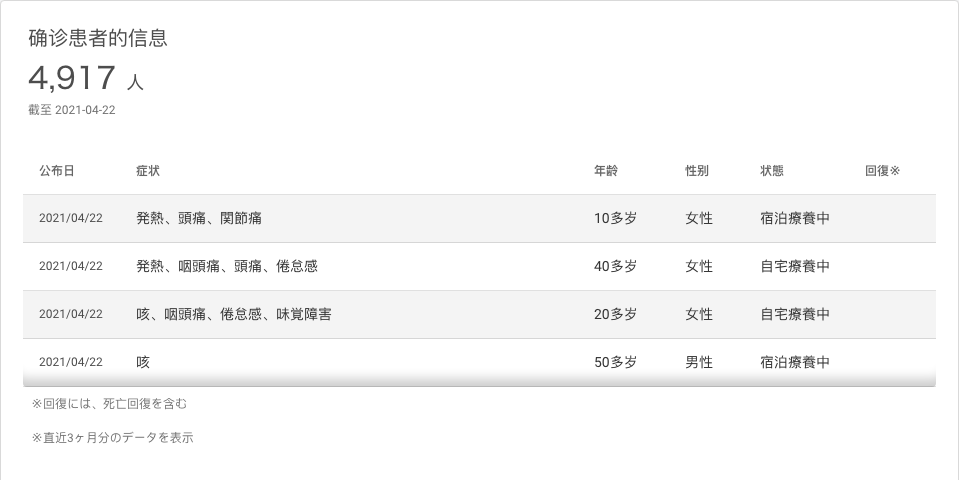 确诊患者的信息
4,917 人
截至 2021-04-22
公布日 症状 年龄 性别 状態 回復※
2021/04/22 発熱、頭痛、関節痛 10多岁 女性 宿泊療養中
2021/04/22 発熱、咽頭痛、頭痛、倦怠感 40多岁 女性 自宅療養中
2021/04/22 咳、咽頭痛、倦怠感、味覚障害 20多岁 女性 自宅療養中
2021/04/22 咳 50多岁 男性 宿泊療養中
※回復には、死亡回復を含む
※直近3ヶ月分のデータを表示